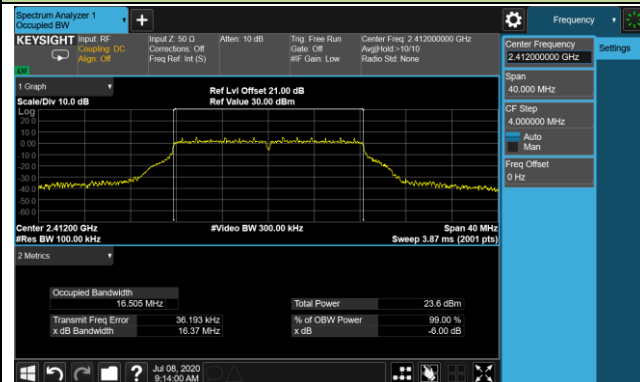 Spectrum Analyzer 1
Occupied BW
Frequency
KEYSIGHT
Input: RF
Coupling: DC
Align: Off
Input Z: 50 Ω
Corrections: Off
Freq Ref: Int (S)
Atten: 10 dB
Trig: Free Run
Gate: Off
#IF Gain: Low
Center Freq: 2.412000000 GHz
Avg|Hold:>10/10
Radio Std: None
Center Frequency
2.412000000 GHz
Settings
Span
40.000 MHz
CF Step
4.000000 MHz
Auto
Man
Freq Offset
0 Hz
1 Graph
Scale/Div 10.0 dB
Ref Lvl Offset 21.00 dB
Ref Value 30.00 dBm
Log
20.0
10.0
0.00
-10.0
-20.0
-30.0
-40.0
-50.0
-60.0
Center 2.41200 GHz
#Res BW 100.00 kHz
#Video BW 300.00 kHz
Span 40 MHz
Sweep 3.87 ms (2001 pts)
2 Metrics
Occupied Bandwidth
16.505 MHz
Total Power 23.6 dBm
Transmit Freq Error 36.193 kHz
% of OBW Power 99.00 %
x dB Bandwidth 16.37 MHz
x dB -6.00 dB
Jul 08, 2020
9:14:00 AM